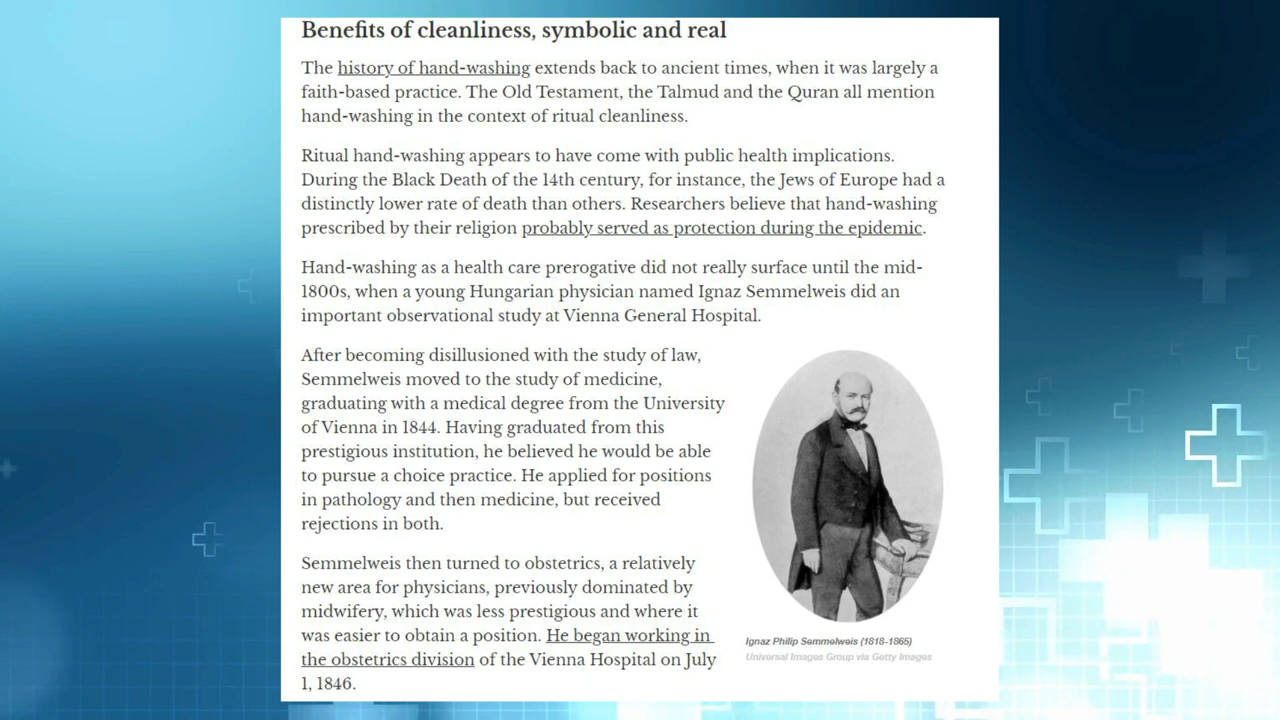 Benefits of cleanliness, symbolic and real
The history of hand-washing extends back to ancient times, when it was largely a
faith-based practice. The Old Testament, the Talmud and the Quran all mention
hand-washing in the context of ritual cleanliness.
Ritual hand-washing appears to have come with public health implications.
During the Black Death of the 14th century, for instance, the Jews of Europe had a
distinctly lower rate of death than others. Researchers believe that hand-washing
prescribed by their religion probably served as protection during the epidemic.
Hand-washing as a health care prerogative did not really surface until the mid-
1800s, when a young Hungarian physician named Ignaz Semmelweis did an
important observational study at Vienna General Hospital.
After becoming disillusioned with the study of law,
Semmelweis moved to the study of medicine,
graduating with a medical degree from the University
of Vienna in 1844. Having graduated from this
prestigious institution, he believed he would be able
to pursue a choice practice. He applied for positions
in pathology and then medicine, but received
rejections in both.
Semmelweis then turned to obstetrics, a relatively
new area for physicians, previously dominated by
midwifery, which was less prestigious and where it
was easier to obtain a position. He began working in
the obstetrics division of the Vienna Hospital on July
1, 1846.
Ignaz Philip Semmelweis (1818-1865)
Universal Images Group via Getty Images